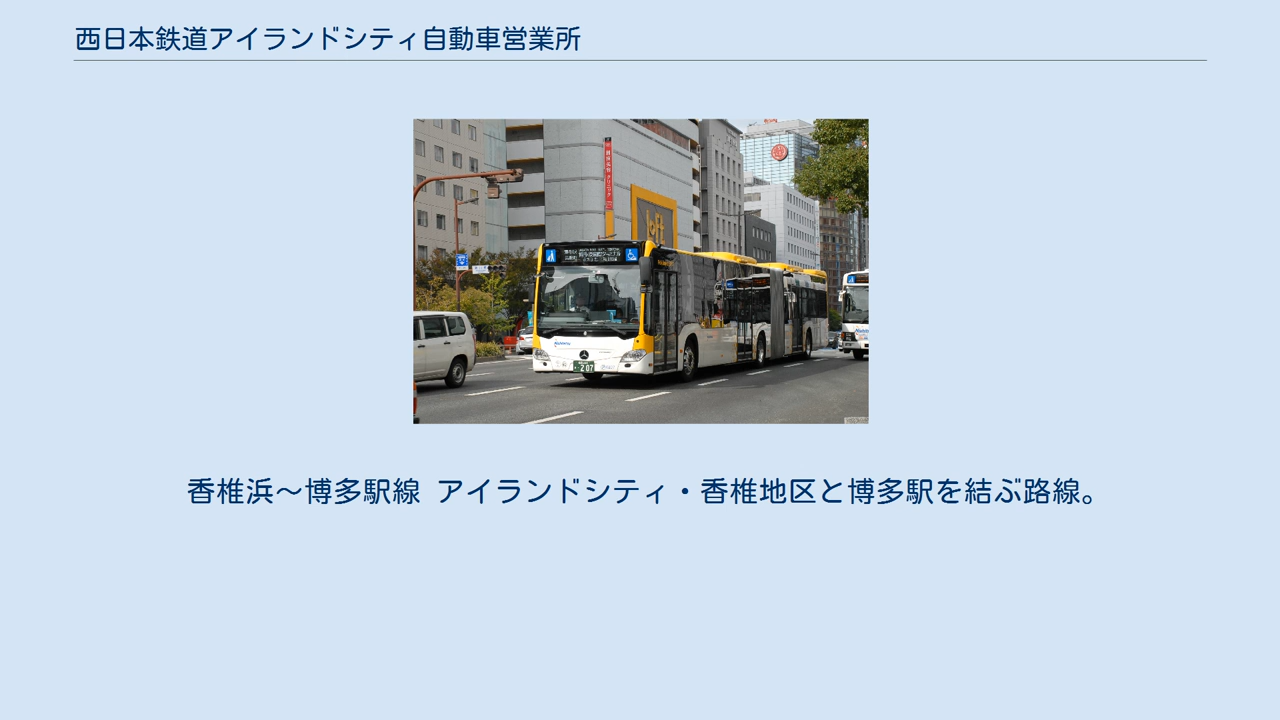 西日本鉄道アイランドシティ自動車営業所
loft
207
香椎浜～博多駅線 アイランドシティ・香椎地区と博多駅を結ぶ路線。